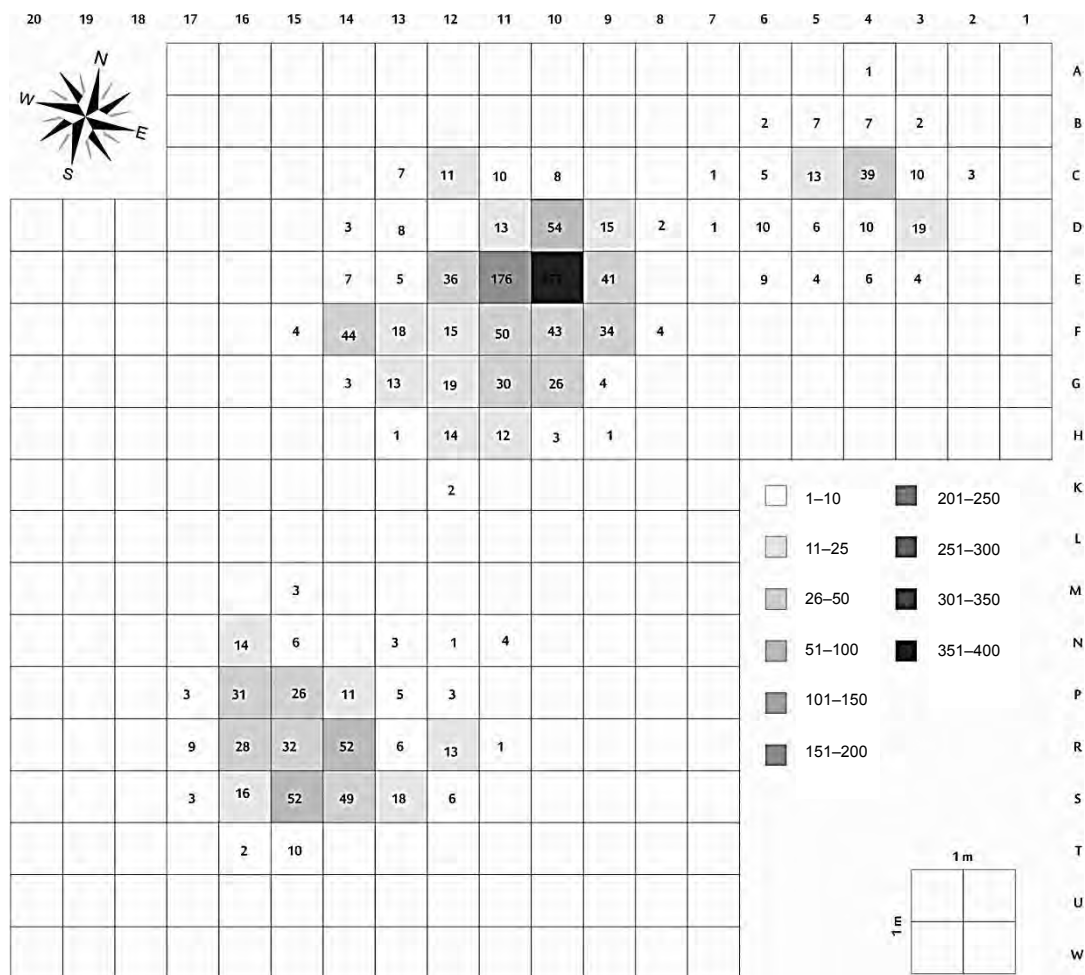 20 19 18 17 16 15 14 13 12 11 10 9 8 7 6 5 4 3 2 1
N
W
E
S
1 A
2 7 7 2 B
7 11 10 8 1 5 13 39 10 3 C
3 8 13 54 15 2 1 10 6 10 19 D
7 5 36 176 41 9 4 6 4 E
4 44 18 15 50 43 34 4 F
3 13 19 30 26 4 G
1 14 12 3 1 H
2 K
L
3 M
14 6 3 1 4 N
3 31 26 11 5 3 P
9 28 32 52 6 13 1 R
3 16 52 49 18 6 S
2 10 T
U
W
1–10
11–25
26–50
51–100
101–150
151–200
201–250
251–300
301–350
351–400
1 m
1 m